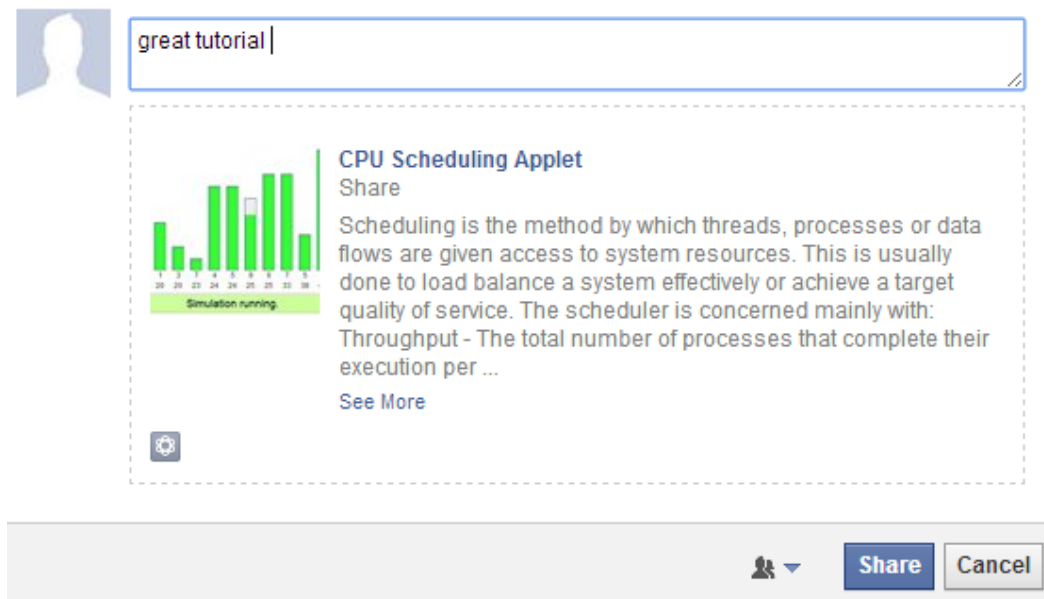 great tutorial
CPU Scheduling Applet
Share
Scheduling is the method by which threads, processes or data
flows are given access to system resources. This is usually
done to load balance a system effectively or achieve a target
quality of service. The scheduler is concerned mainly with:
Throughput - The total number of processes that complete their
execution per ...
See More
Simulation running.
Share
Cancel